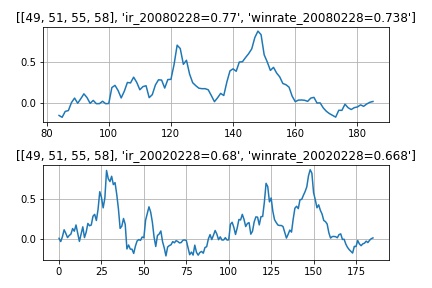 [[49, 51, 55, 58], 'ir_20080228=0.77', 'winrate_20080228=0.738']
0.5
0.0
80 100 120 140 160 180
[[49, 51, 55, 58], 'ir_20020228=0.68', 'winrate_20020228=0.668']
0.5
0.0
0 25 50 75 100 125 150 175